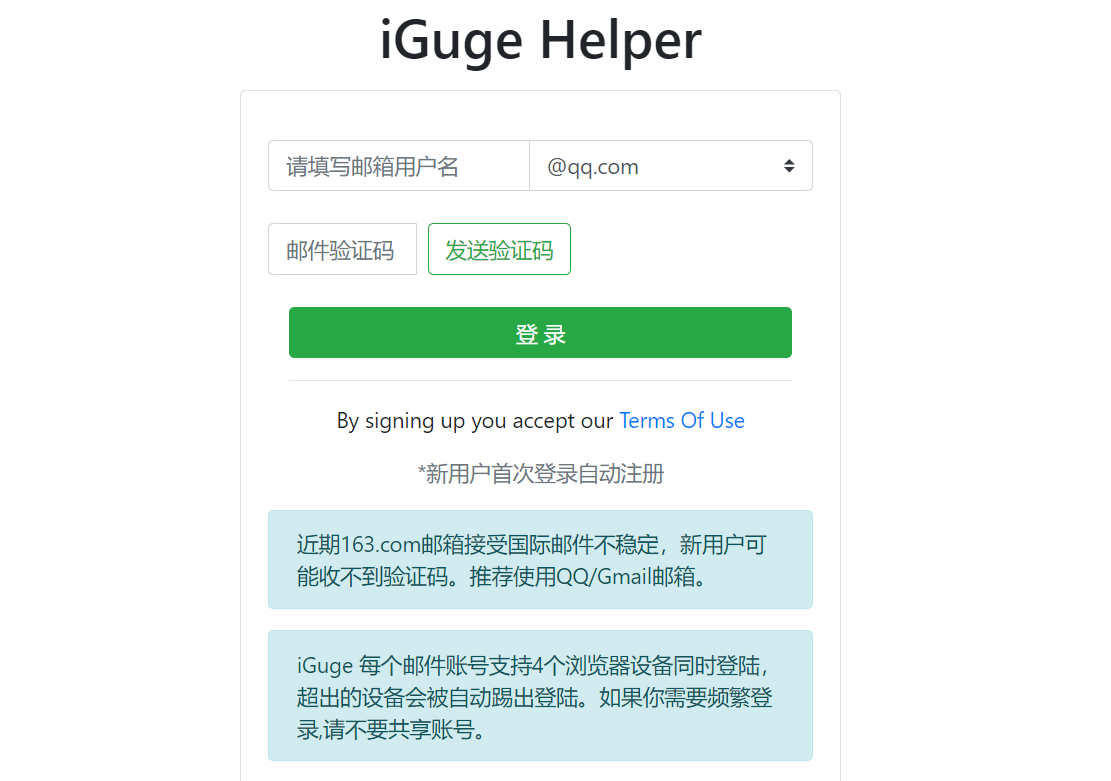 iGuge Helper
请填写邮箱用户名 @qq.com
邮件验证码 发送验证码
登 录
By signing up you accept our Terms Of Use
*新用户首次登录自动注册
近期163.com邮箱接受国际邮件不稳定，新用户可
能收不到验证码。推荐使用QQ/Gmail邮箱。
iGuge 每个邮件账号支持4个浏览器设备同时登陆，
超出的设备会被自动踢出登陆。如果你需要频繁登
录,请不要共享账号。